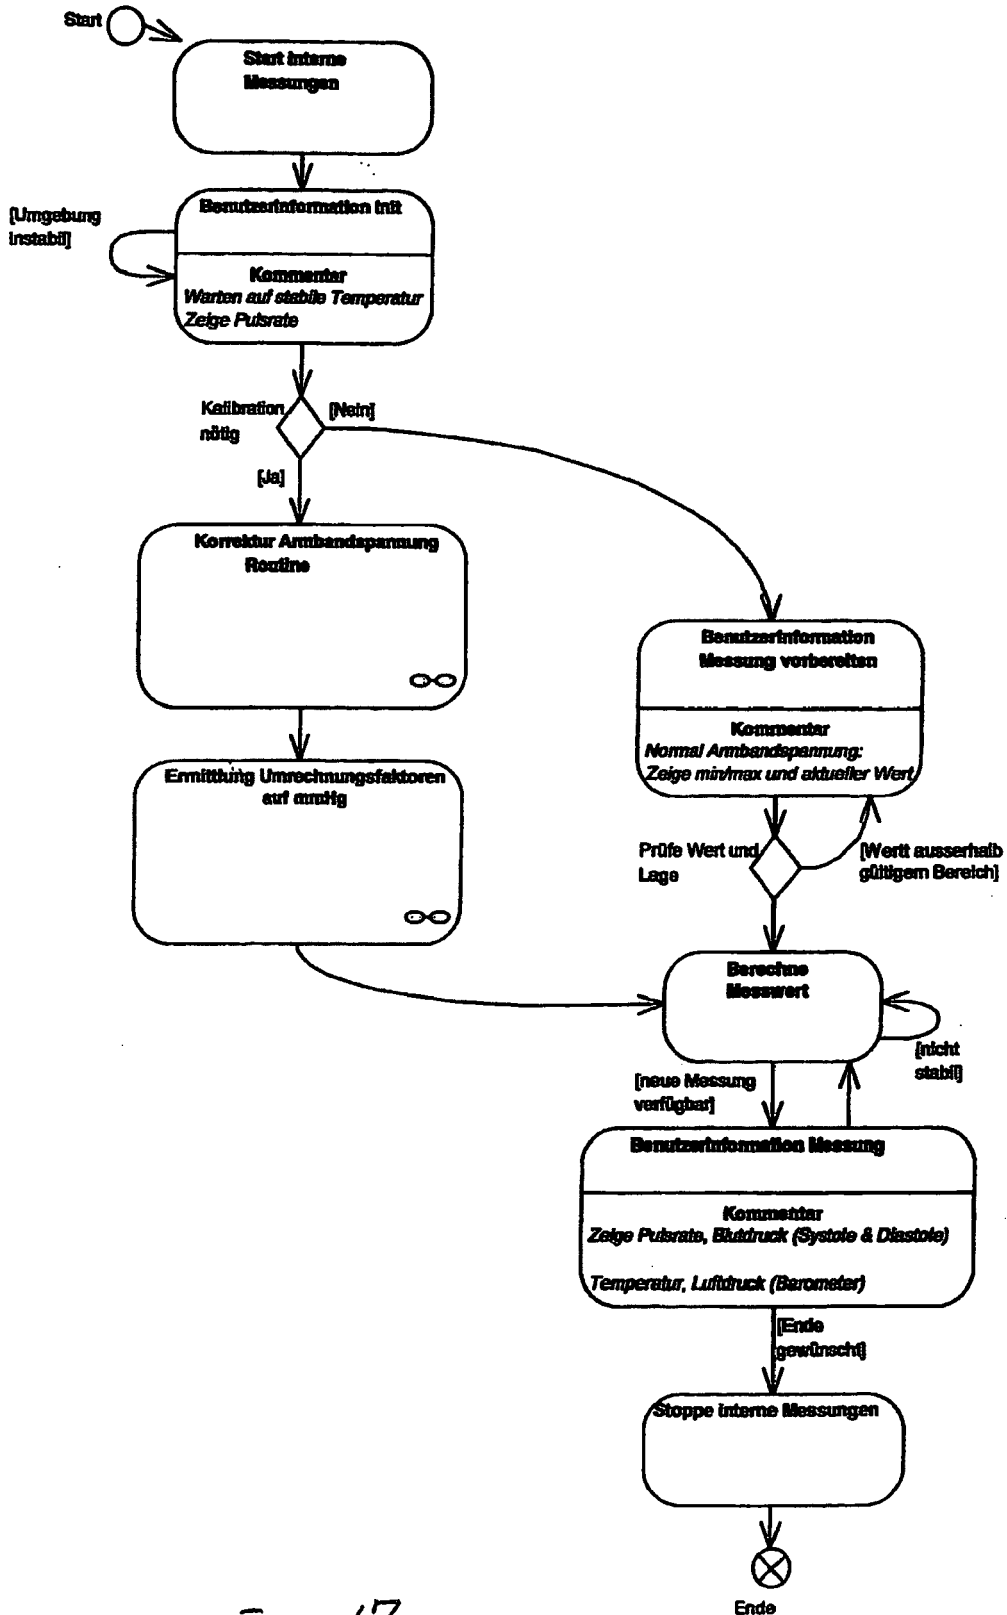 Start
Start interne
Messungen
Benutzerinformation Init
[Umgebung
instabil]
Kommentar
Warten auf stabile Temperatur
Zeige Pulsrate
Kalibration
nötig
[Nein]
[Ja]
Korrektur Armbandspannung
Routine
Benutzerinformation
Messung vorbereiten
Kommentar
Normal Armbandspannung:
Zeige min/max und aktueller Wert
Ermittlung Umrechnungsfaktoren
auf mmHg
Prüfe Wert und
Lage
[Wertt ausserhalb
gültigem Bereich]
Berechne
Messwert
[nicht
stabil]
[neue Messung
verfügbar]
Benutzerinformation Messung
Kommentar
Zeige Pulsrate, Blutdruck (Systole & Diastole)
Temperatur, Luftdruck (Barometer)
[Ende
gewünscht]
Stoppe interne Messungen
Ende